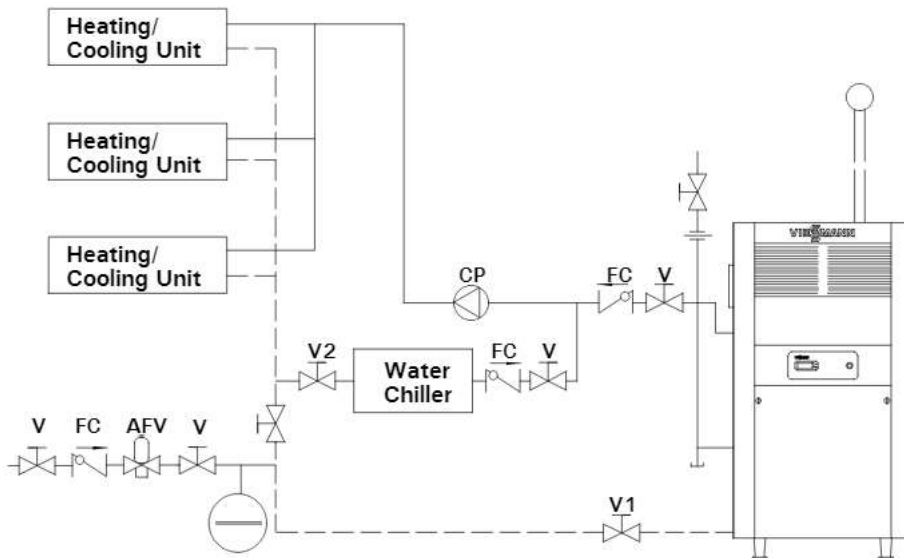 Heating/
Cooling Unit
Heating/
Cooling Unit
Heating/
Cooling Unit
VIESMANN
CP
FC
V
V2
Water
Chiller
FC
V
V
FC
AFV
V
V1